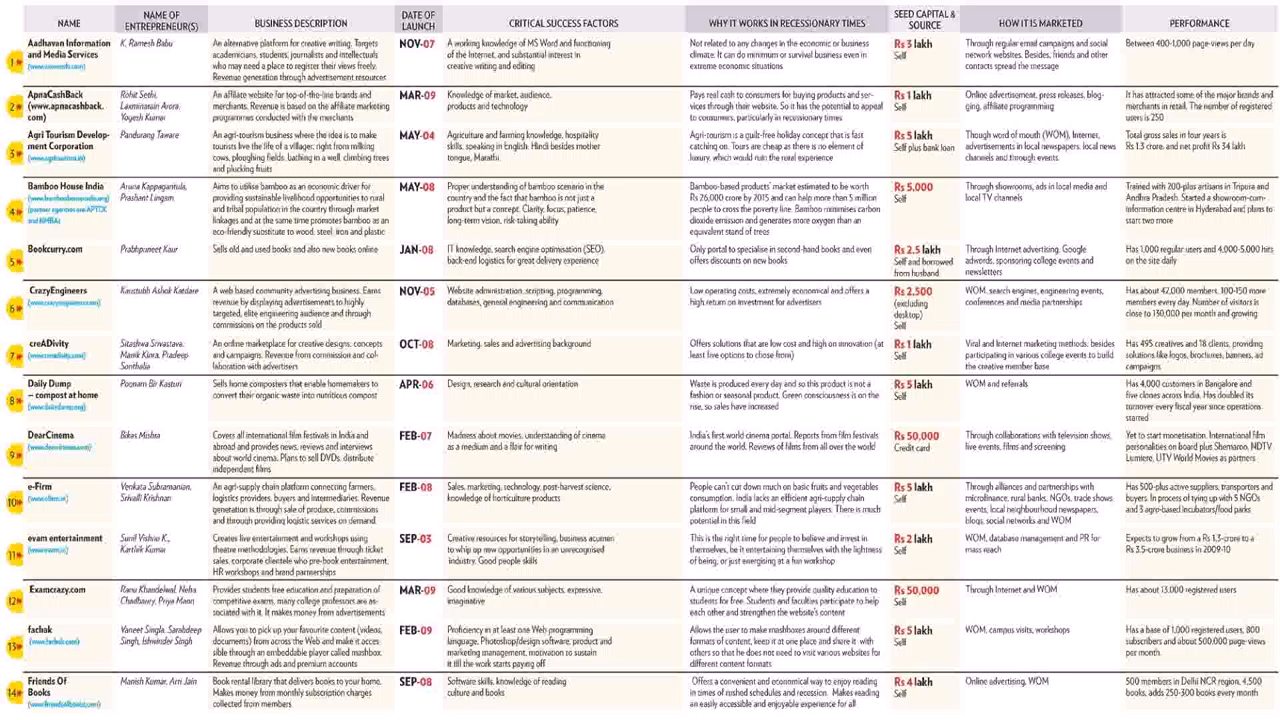 NAME
NAME OF
ENTREPRENEUR(S)
BUSINESS DESCRIPTION
DATE OF
LAUNCH
CRITICAL SUCCESS FACTORS
WHY IT WORKS IN RECESSIONARY TIMES
SEED CAPITAL &
SOURCE
HOW IT IS MARKETED
PERFORMANCE
1
Aadhavan Information
and Media Services
K. Ramesh Babu
An alternative platform for creative writing. Targets
academicians, students, journalists and intellectuals
who may need a place to register their views freely.
Revenue generation through advertisement resources
NOV-07
A working knowledge of MS Word and functioning
of the Internet, and substantial interest in
creative writing and editing
Not related to any changes in the economic or business
climate. It can do minimum or survival business even in
extreme economic situations
Rs 3 lakh
Self
Through regular email campaigns and social
network websites. Besides, friends and other
contacts spread the message
Between 400-1,000 page-views per day
2
ApnaCashBack
(www.apnacashback.
com)
Rohit Sethi,
Laxminarain Arora,
Yogesh Kumar
An affiliate website for top-of-the-line brands and
merchants. Revenue is based on the affiliate marketing
programmes conducted with the merchants
MAR-09
Knowledge of market, audience,
products and technology
Pays real cash to consumers for buying products and ser-
vices through their website. So it has the potential to appeal
to consumers, particularly in recessionary times
Rs 1 lakh
Self
Online advertisement, press releases, blog-
ging, affiliate programming
It has attracted some of the major brands and
merchants in retail. The number of registered
users is 250
3
Agri Tourism Develop-
ment Corporation
Pandurang Taware
An agri-tourism business where the idea is to make
tourists live the life of a villager: right from milking
cows, ploughing fields, bathing in a well, climbing trees
and plucking fruits
MAY-04
Agriculture and farming knowledge, hospitality
skills, speaking in English, Hindi besides mother
tongue, Marathi.
Agri-tourism is a guilt-free holiday concept that is fast
catching on. Tours are cheap as there is no element of
luxury, which would ruin the rural experience
Rs 5 lakh
Self plus bank loan
Though word of mouth (WOM), Internet,
advertisements in local newspapers, local news
channels and through events.
Total gross sales in four years is
Rs 1.3 crore, and net profit Rs 34 lakh
4
Bamboo House India
Aruna Kappagantula,
Prashant Lingam
Aims to utilise bamboo as an economic driver for
providing sustainable livelihood opportunities to rural
and tribal population in the country through market
linkages and at the same time promotes bamboo as an
eco-friendly substitute to wood, steel, iron and plastic
MAY-08
Proper understanding of bamboo scenario in the
country and the fact that bamboo is not just a
product but a concept. Clarity, focus, patience,
long-term vision, risk-taking ability
Bamboo-based products' market estimated to be worth
Rs 26,000 crore by 2015 and can help more than 5 million
people to cross the poverty line. Bamboo minimises carbon
dioxide emission and generates more oxygen than an
equivalent stand of trees
Rs 5,000
Self
Through showrooms, ads in local media and
local TV channels
Trained with 200-plus artisans in Tripura and
Andhra Pradesh. Started a showroom-cum-
information centre in Hyderabad and plans to
start two more
5
Bookcurry.com
Prabhpuneet Kaur
Sells old and used books and also new books online
JAN-08
IT knowledge, search engine optimisation (SEO),
back-end logistics for great delivery experience
Only portal to specialise in second-hand books and even
offers discounts on new books
Rs 2.5 lakh
Self and borrowed
from husband
Through Internet advertising, Google
adwords, sponsoring college events and
newsletters
Has 1,000 regular users and 4,000-5,000 hits
on the site daily
6
CrazyEngineers
Kaustubh Ashok Katdare
A web based community advertising business. Earns
revenue by displaying advertisements to highly
targeted, elite engineering audience and through
commissions on the products sold
NOV-05
Website administration, scripting, programming,
databases, general engineering and communication
Low operating costs, extremely economical and offers a
high return on investment for advertisers
Rs 2,500
(excluding
desktop)
Self
WOM, search engines, engineering events,
conferences and media partnerships
Has about 42,000 members, 100-150 more
members every day. Number of visitors is
close to 130,000 per month and growing
7
creADivity
Sitashwa Srivastava,
Manik Kinra, Pradeep
Sonthalia
An online marketplace for creative designs, concepts
and campaigns. Revenue from commission and col-
laboration with advertisers
OCT-08
Marketing, sales and advertising background
Offers solutions that are low cost and high on innovation (at
least five options to chose from)
Rs 1 lakh
Self
Viral and Internet marketing methods, besides
participating in various college events to build
the creative member base
Has 495 creatives and 18 clients, providing
solutions like logos, brochures, banners, ad
campaigns.
8
Daily Dump
– compost at home
Poonam Bir Kasturi
Sells home composters that enable homemakers to
convert their organic waste into nutritious compost
APR-06
Design, research and cultural orientation
Waste is produced every day and so this product is not a
fashion or seasonal product. Green consciousness is on the
rise, so sales have increased
Rs 5 lakh
Self
WOM and referrals
Has 4,000 customers in Bangalore and
five clones across India. Has doubled its
turnover every fiscal year since operations
started
9
DearCinema
Bikas Mishra
Covers all international film festivals in India and
abroad and provides news, reviews and interviews
about world cinema. Plans to sell DVDs, distribute
independent films
FEB-07
Madness about movies, understanding of cinema
as a medium and a flair for writing
India's first world cinema portal. Reports from film festivals
around the world. Reviews of films from all over the world
Rs 50,000
Credit card
Through collaborations with television shows,
live events, films and screening
Yet to start monetisation. International film
personalities on board plus Shemaroo, NDTV
Lumiere, UTV World Movies as partners
10
e-Firm
Venkata Subramanian,
Srivalli Krishnan
An agri-supply chain platform connecting farmers,
logistics providers, buyers and intermediaries. Revenue
generation is through sale of produce, commissions
and through providing logistic services on demand.
FEB-08
Sales, marketing, technology, post-harvest science,
knowledge of horticulture products
People can't cut down much on basic fruits and vegetables
consumption. India lacks an efficient agri-supply chain
platform for small and mid-segment players. There is much
potential in this field
Rs 5 lakh
Self
Through alliances and partnerships with
microfinance, rural banks, NGOs, trade shows
events, local neighbourhood newspapers,
blogs, social networks and WOM
Has 500-plus active suppliers, transporters and
buyers. In process of tying up with 5 NGOs
and 3 agro-based incubators/food parks
11
evam entertainment
Sunil Vishnu K.,
Karthik Kumar
Creates live entertainment and workshops using
theatre methodologies. Earns revenue through ticket
sales, corporate clientele who pre-book entertainment,
HR workshops and brand partnerships
SEP-03
Creative resources for storytelling, business acumen
to whip up new opportunities in an unrecognised
'industry. Good people skills
This is the right time for people to believe and invest in
themselves, be it entertaining themselves with the lightness
of being, or just energising at a fun workshop
Rs 2 lakh
Self
WOM, database management and PR for
mass reach
Expects to grow from a Rs 1.3-crore to a
Rs 3.5-crore business in 2009-10
12
Examcrazy.com
Ranu Khandelwal, Neha
Chaudhary, Priya Mann
Provides students free education and preparation of
competitive exams, many college professors are as-
sociated with it. It makes money from advertisements
MAR-09
Good knowledge of various subjects, expressive,
imaginative
A unique concept where they provide quality education to
students for free. Students and faculties participate to help
each other and strengthen the website's content
Rs 50,000
Self
Through Internet and WOM
Has about 13,000 registered users
13
fachak
Vaneet Singla, Sarabdeep
Singh, Bhwinder Singh
Allows you to pick up your favourite content (videos,
documents) from across the Web and make it acces-
sible through an embeddable player called mashbox.
Revenue through ads and premium accounts
FEB-09
Proficiency in at least one Web programming
language, Photoshop/design software, product and
marketing management, motivation to sustain
it till the work starts paying off
Allows the user to make mashboxes around different
formats of content, keep it at one place and share it with
others so that he does not need to visit various websites for
different content formats
Rs 5 lakh
Self
WOM, campus visits, workshops
Has a base of 1,000 registered users, 800
subscribers and about 500,000 page-views
per month.
14
Friends Of
Books
Manish Kumar, Arti Jain
Book rental library that delivers books to your home.
Makes money from monthly subscription charges
collected from members
SEP-08
Software skills, knowledge of reading
culture and books
Offers a convenient and economical way to enjoy reading
in times of rushed schedules and recession. Makes reading
an easily accessible and enjoyable experience for all
Rs 4 lakh
Self
Online advertising, WOM
500 members in Delhi NCR region, 4,500
books, adds 250-300 books every month